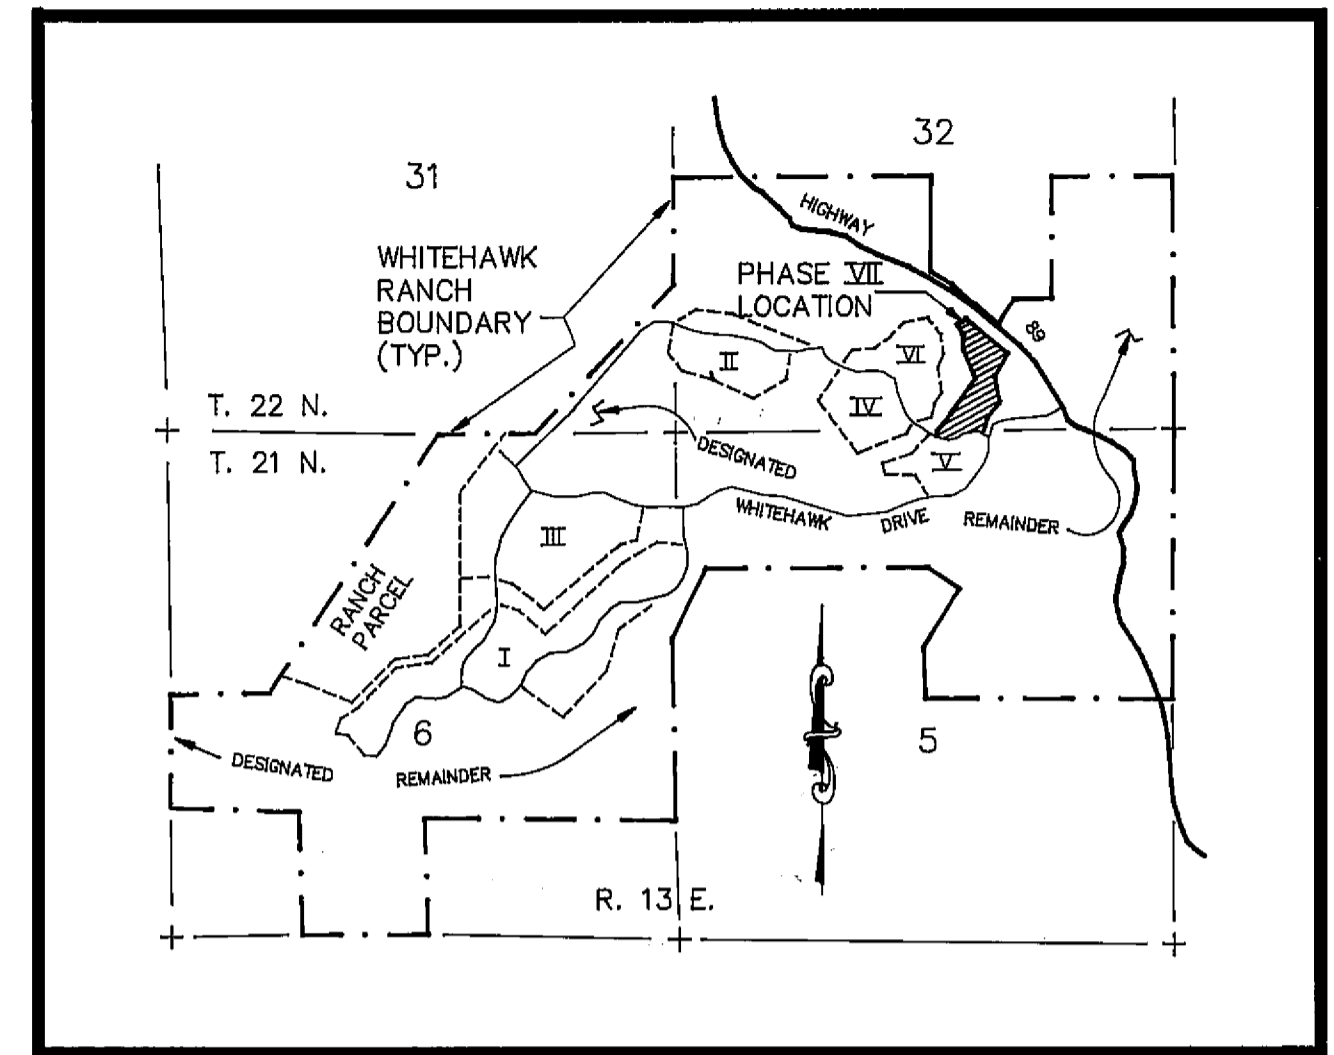 32
31
HIGHWAY
89
WHITEHAWK
RANCH
BOUNDARY
(TYP.)
PHASE VII
LOCATION
II
VI
IV
V
T. 22 N.
T. 21 N.
DESIGNATED
REMAINDER
WHITEHAWK DRIVE
III
RANCH
PARCEL
I
6
5
DESIGNATED
REMAINDER
R. 13 E.